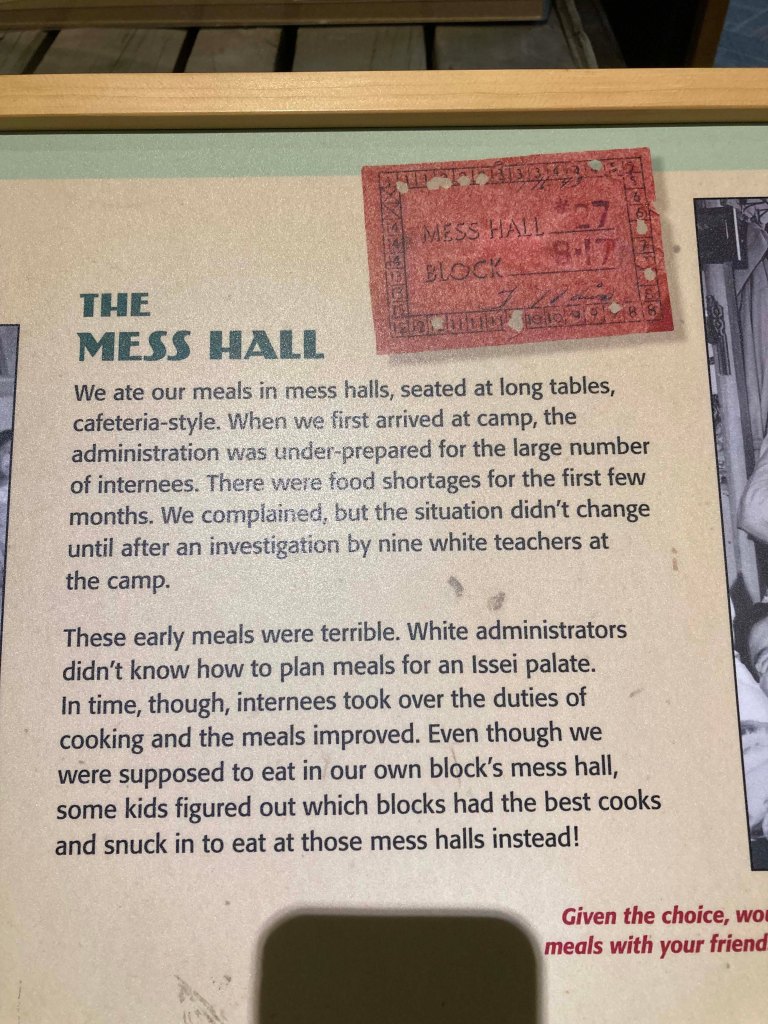 MESS HALL #27
BLOCK 8-17
THE
MESS HALL
We ate our meals in mess halls, seated at long tables,
cafeteria-style. When we first arrived at camp, the
administration was under-prepared for the large number
of internees. There were food shortages for the first few
months. We complained, but the situation didn't change
until after an investigation by nine white teachers at
the camp.
These early meals were terrible. White administrators
didn't know how to plan meals for an Issei palate.
In time, though, internees took over the duties of
cooking and the meals improved. Even though we
were supposed to eat in our own block's mess hall,
some kids figured out which blocks had the best cooks
and snuck in to eat at those mess halls instead!
Given the choice,
meals with your